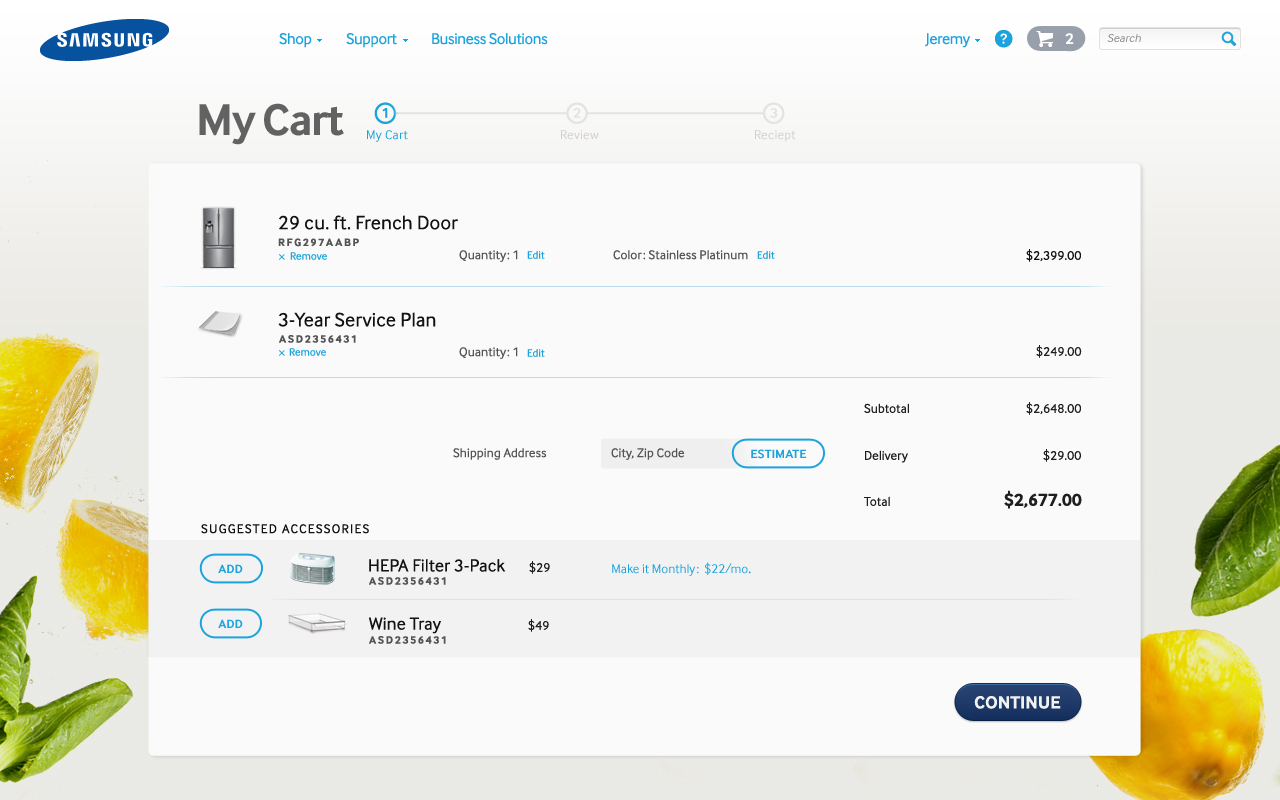 SAMSUNG
Shop Support Business Solutions
Jeremy ? 2 Search
My Cart
1 2 3
My Cart Review Reciept
29 cu. ft. French Door
RFG297AABP
× Remove Quantity: 1 Edit Color: Stainless Platinum Edit $2,399.00
3-Year Service Plan
ASD2356431
× Remove Quantity: 1 Edit $249.00
Subtotal $2,648.00
Shipping Address City, Zip Code ESTIMATE Delivery $29.00
Total $2,677.00
SUGGESTED ACCESSORIES
ADD HEPA Filter 3-Pack $29 Make it Monthly: $22/mo.
ASD2356431
ADD Wine Tray $49
ASD2356431
CONTINUE